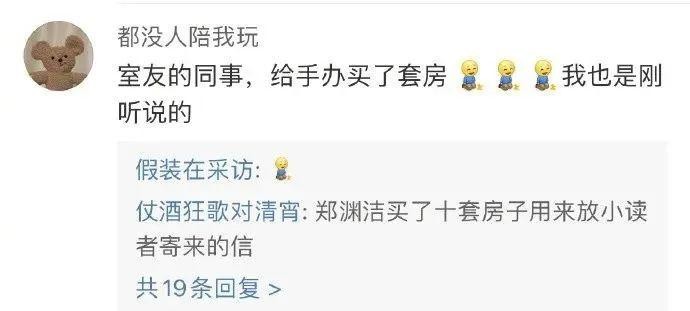 都没人陪我玩
室友的同事，给手办买了套房 我也是刚
听说的
假装在采访:
仗酒狂歌对清宵: 郑渊洁买了十套房子用来放小读
者寄来的信
共19条回复 >